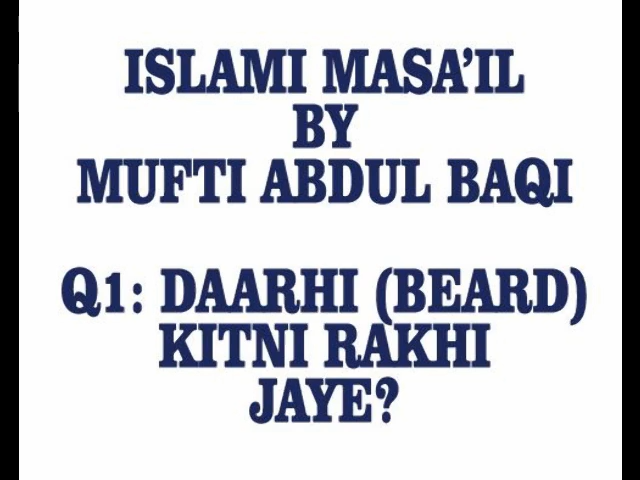 ISLAMI MASA'IL
BY
MUFTI ABDUL BAQI
Q1: DAARHI (BEARD)
KITNI RAKHI
JAYE?